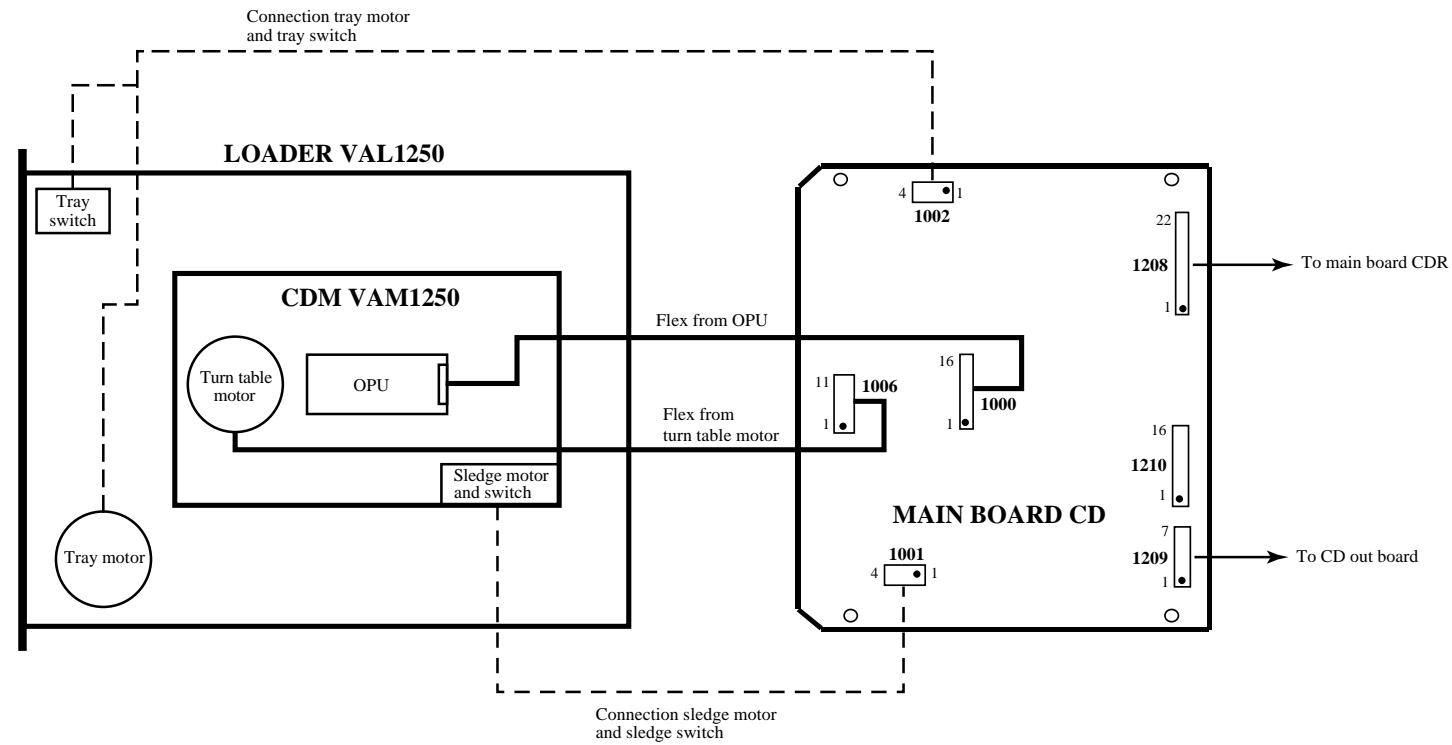 Connection tray motor
and tray switch
LOADER VAL1250
Tray
switch
4
1
1002
22
1208
To main board CDR
1
CDM VAM1250
Flex from OPU
Turn table
motor
OPU
11
1006
1
16
1000
1
Flex from
turn table motor
16
1210
1
Sledge motor
and switch
MAIN BOARD CD
Tray motor
7
1209
To CD out board
1
1001
4
1
Connection sledge motor
and sledge switch